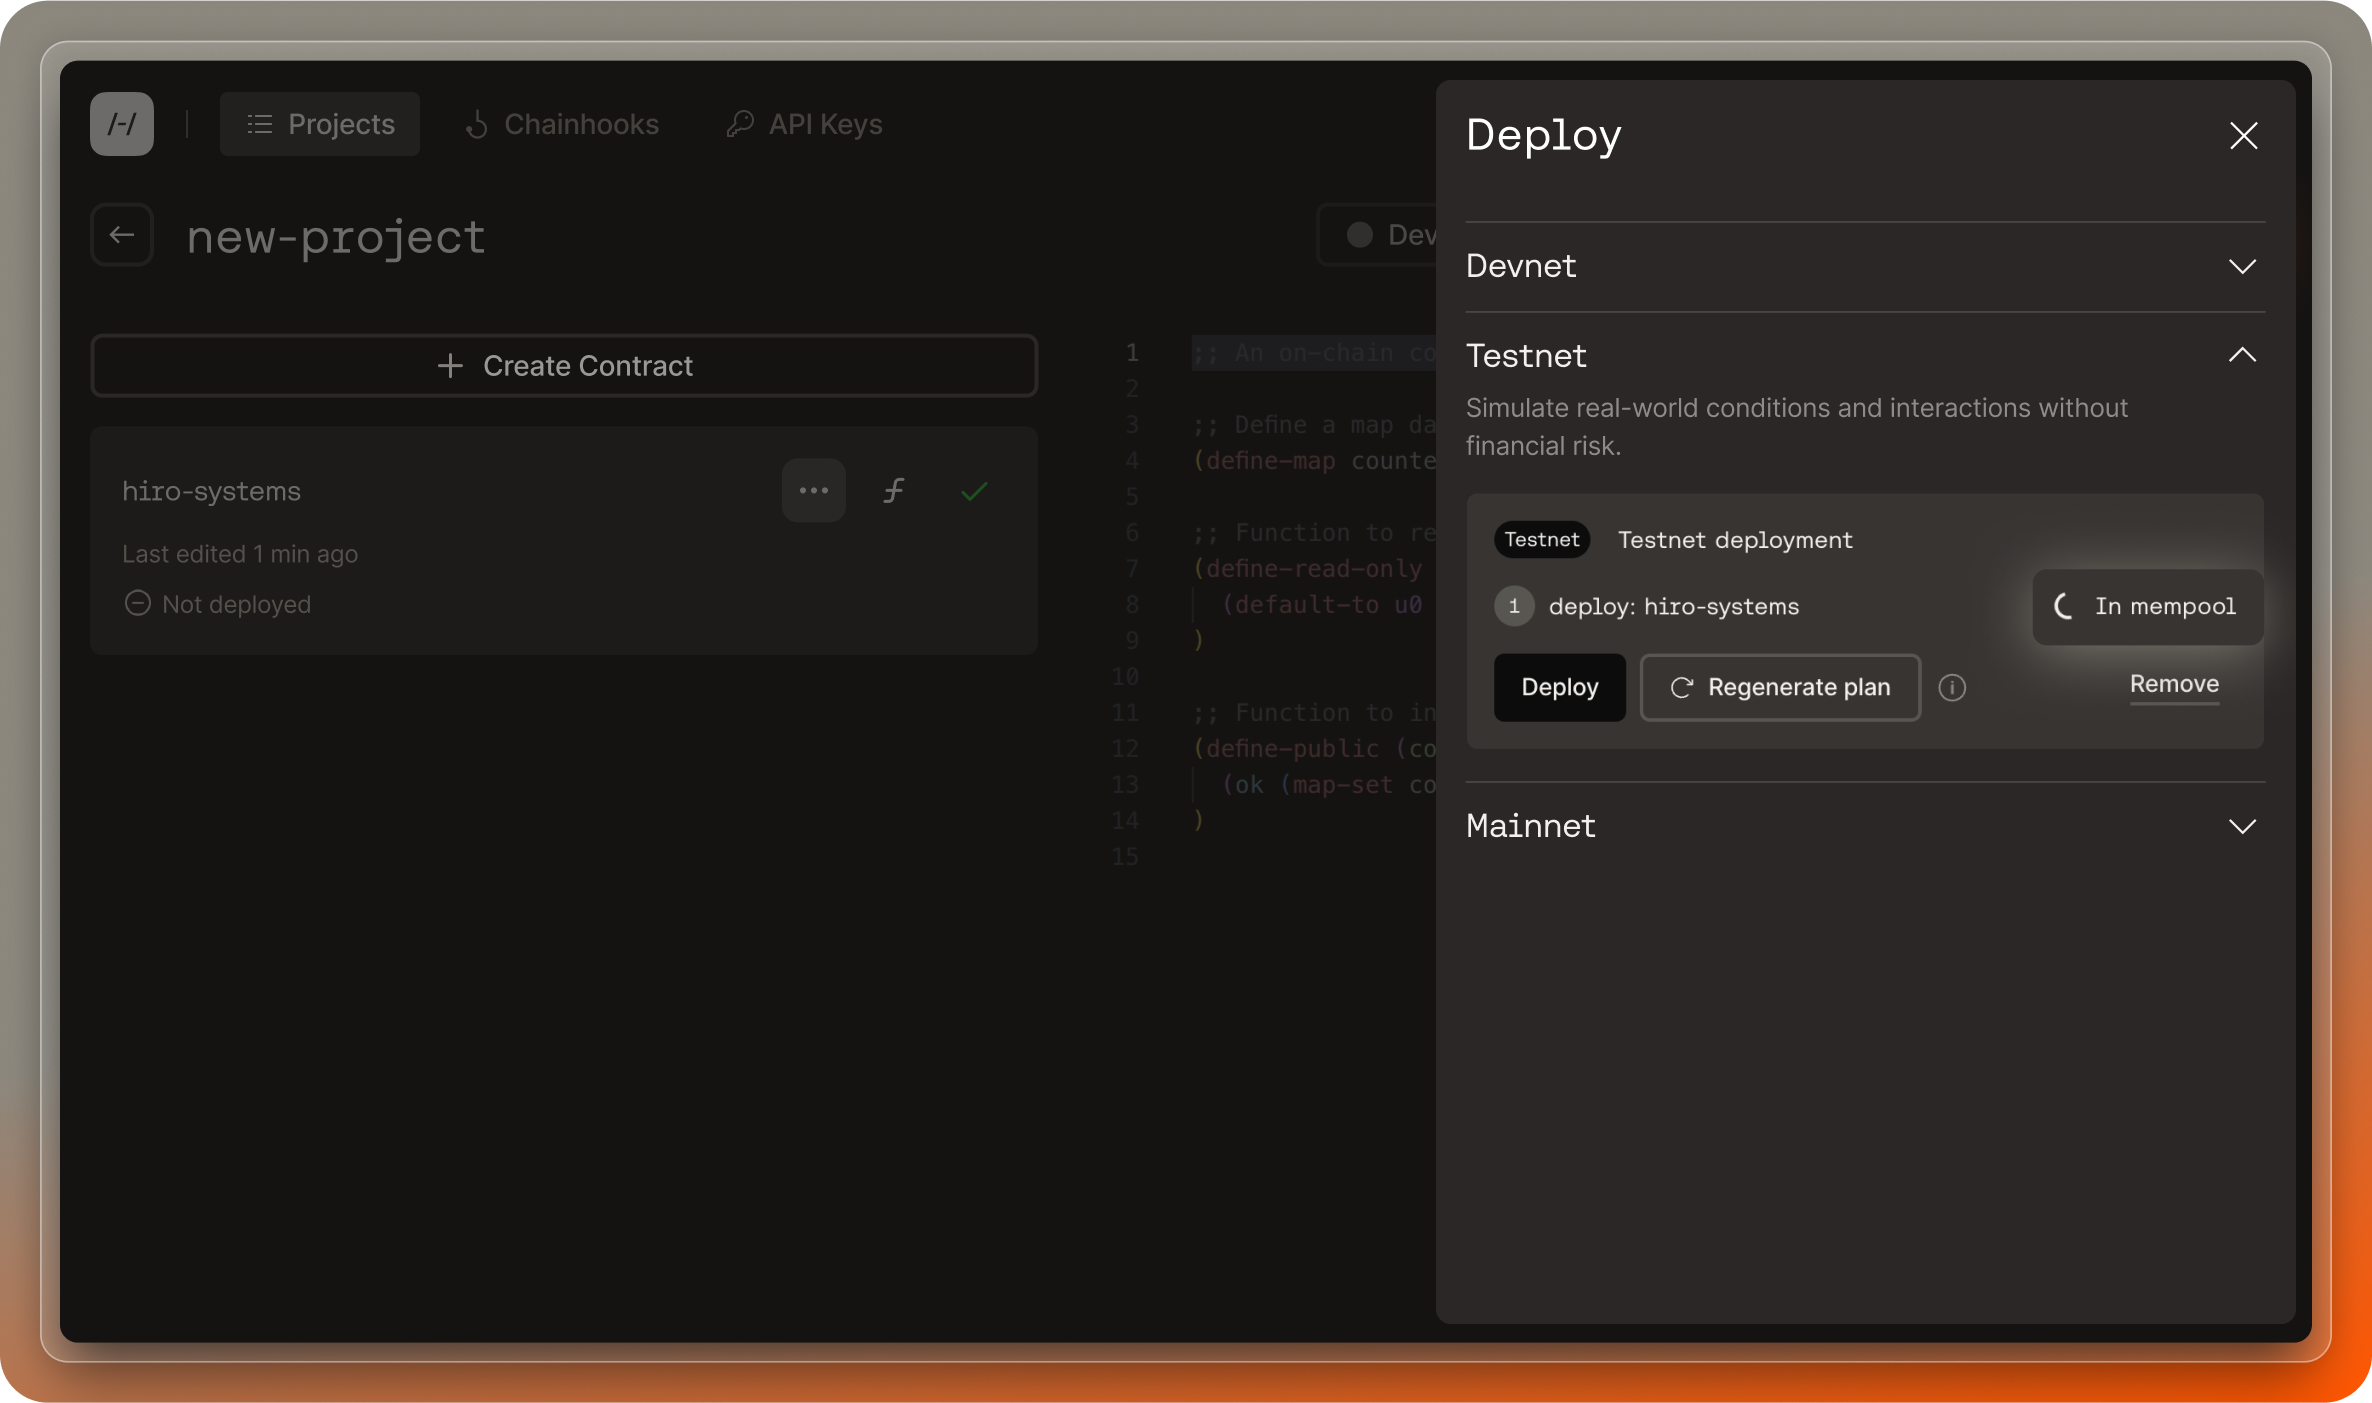 /-/
Projects
Chainhooks
API Keys
new-project
Dev
Create Contract
hiro-systems
Last edited 1 min ago
Not deployed
1 ;; An on-chain co
2
3 ;; Define a map da
4 (define-map counte
5
6 ;; Function to re
7 (define-read-only
8 (default-to u0
9 )
10
11 ;; Function to in
12 (define-public (co
13 (ok (map-set co
14 )
15
Deploy
Devnet
Testnet
Simulate real-world conditions and interactions without
financial risk.
Testnet Testnet deployment
1 deploy: hiro-systems
In mempool
Deploy
Regenerate plan
Remove
Mainnet